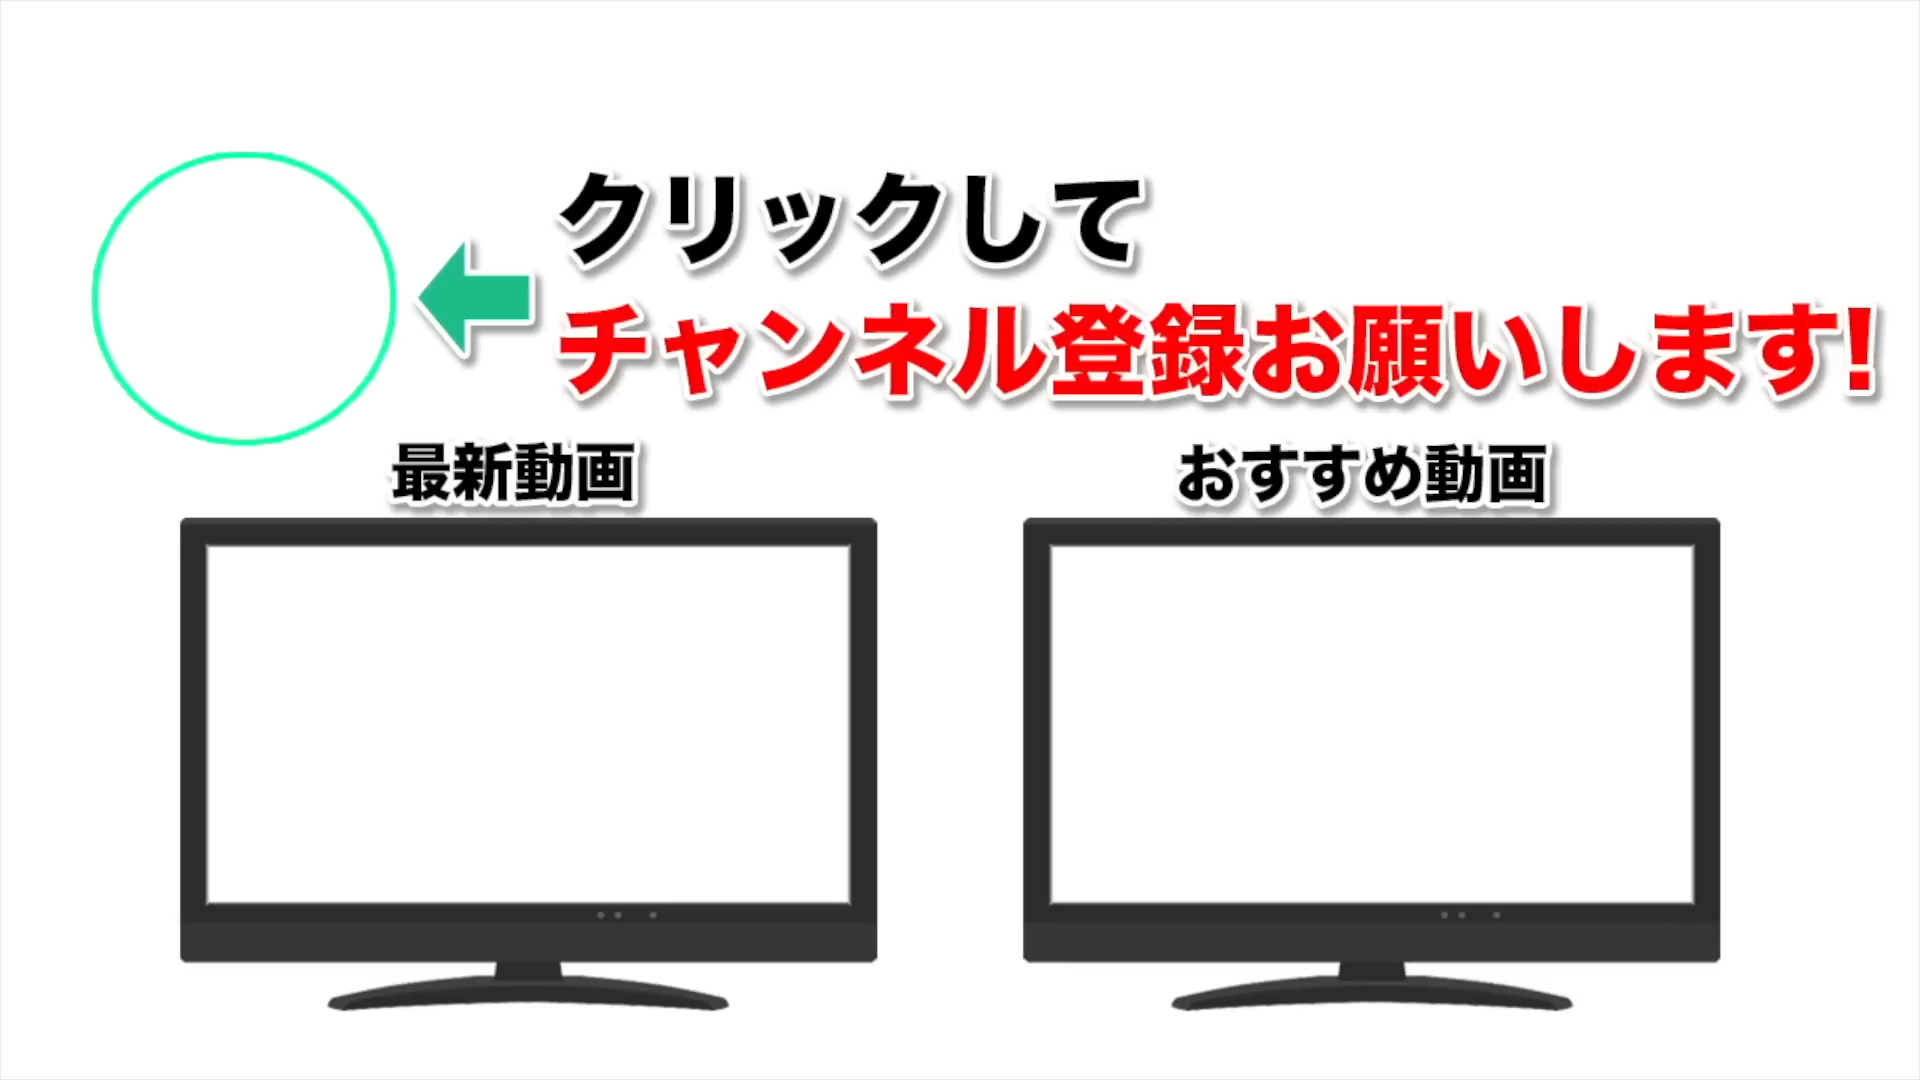 クリックして
チャンネル登録お願いします!
最新動画
おすすめ動画